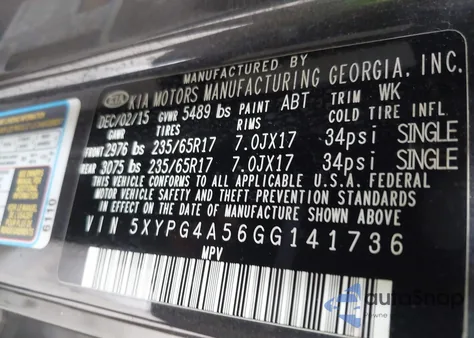 MANUFACTURED BY
KIA KIA MOTORS MANUFACTURING GEORGIA, INC.
DEC/02/15 GVWR 5489 lbs PAINT ABT TRIM WK
GAWR TIRES RIMS COLD TIRE INFL
FRONT 2976 lbs 235/65R17 7.0JX17 34psi SINGLE
REAR 3075 lbs 235/65R17 7.0JX17 34psi SINGLE
THIS VEHICLE CONFORMS TO ALL APPLICABLE U.S.A. FEDERAL
MOTOR VEHICLE SAFETY AND THEFT PREVENTION STANDARDS
IN EFFECT ON THE DATE OF MANUFACTURE SHOWN ABOVE
VIN 5XYPG4A56GG141736
MPV
6110
autoSnap